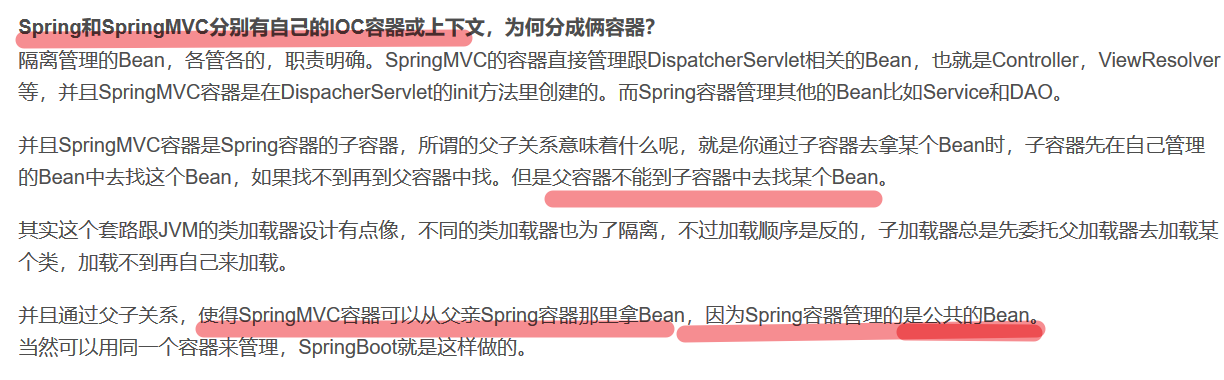 Spring和SpringMVC分别有自己的IOC容器或上下文，为何分成俩容器？
隔离管理的Bean，各管各的，职责明确。SpringMVC的容器直接管理跟DispatcherServlet相关的Bean，也就是Controller，ViewResolver
等，并且SpringMVC容器是在DispacherServlet的init方法里创建的。而Spring容器管理其他的Bean比如Service和DAO。
并且SpringMVC容器是Spring容器的子容器，所谓的父子关系意味着什么呢，就是你通过子容器去拿某个Bean时，子容器先在自己管理
的Bean中去找这个Bean，如果找不到再到父容器中找。但是父容器不能到子容器中去找某个Bean。
其实这个套路跟JVM的类加载器设计有点像，不同的类加载器也为了隔离，不过加载顺序是反的，子加载器总是先委托父加载器去加载某
个类，加载不到再自己来加载。
并且通过父子关系，使得SpringMVC容器可以从父亲Spring容器那里拿Bean，因为Spring容器管理的是公共的Bean。
当然可以用同一个容器来管理，SpringBoot就是这样做的。